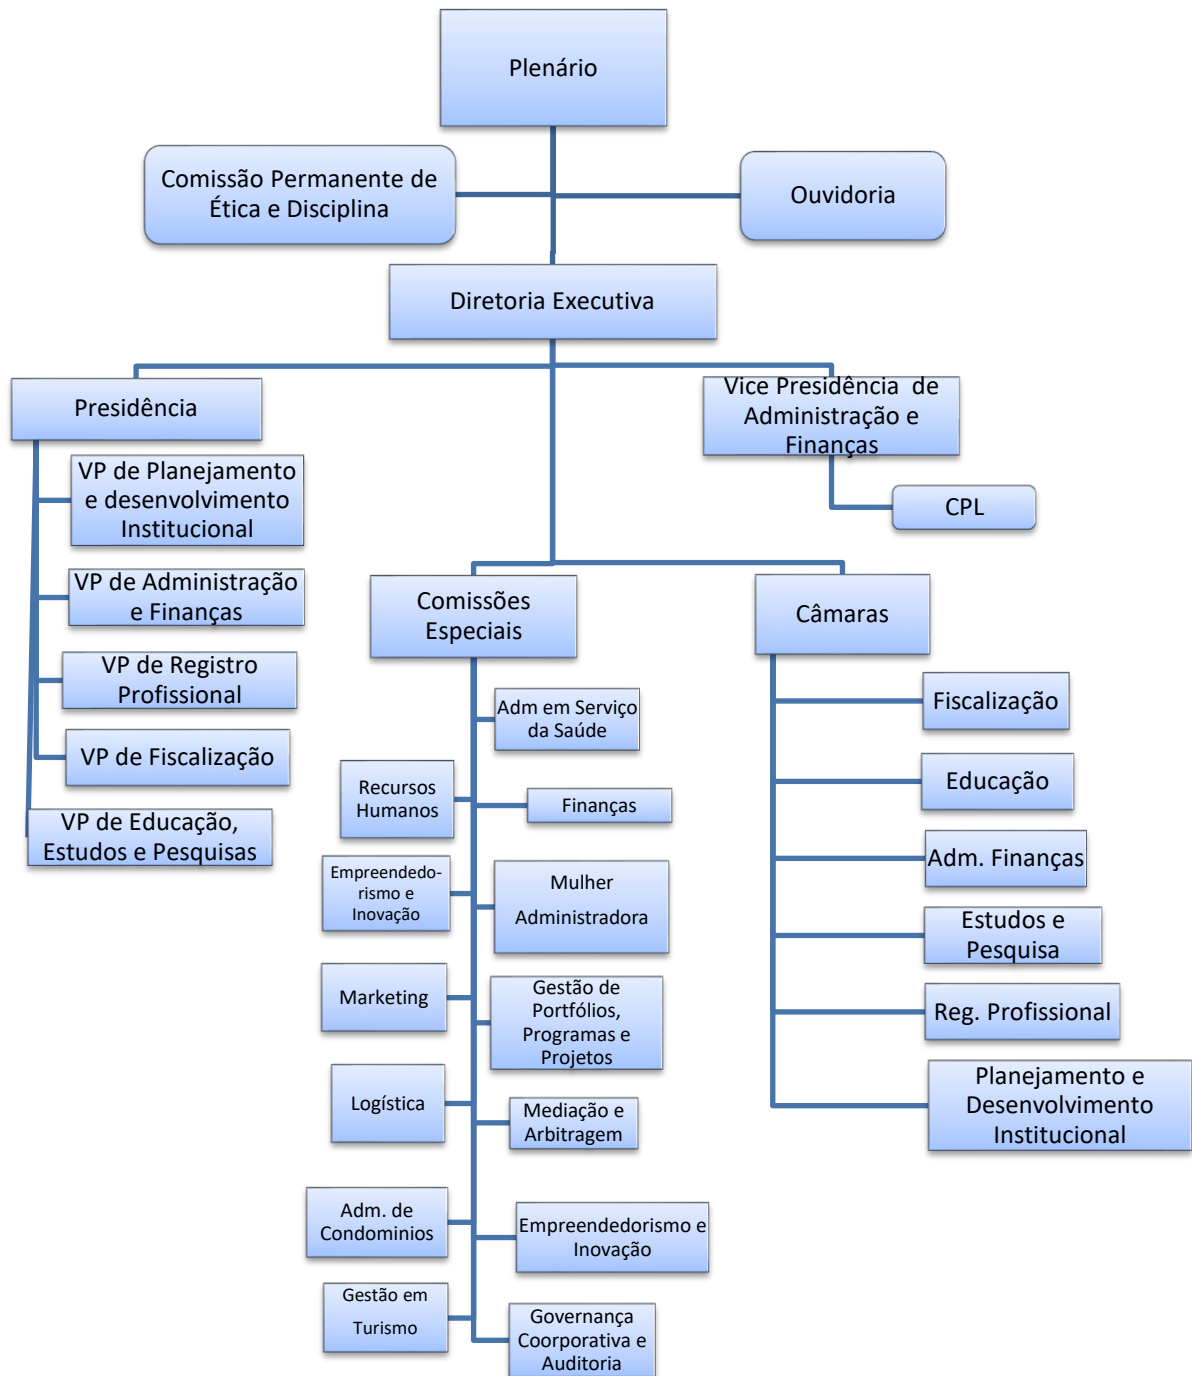 Plenário
Comissão Permanente de
Ética e Disciplina
Ouvidoria
Diretoria Executiva
Presidência
Vice Presidência de
Administração e
Finanças
VP de Planejamento
e desenvolvimento
Institucional
CPL
VP de Administração
e Finanças
VP de Registro
Profissional
VP de Fiscalização
VP de Educação,
Estudos e Pesquisas
Comissões
Especiais
Adm em Serviço
da Saúde
Recursos
Humanos
Finanças
Empreendedo-
rismo e
Inovação
Mulher
Administradora
Marketing
Gestão de
Portfólios,
Programas e
Projetos
Logística
Mediação e
Arbitragem
Adm. de
Condominios
Empreendedorismo e
Inovação
Gestão em
Turismo
Governança
Coorporativa e
Auditoria
Câmaras
Fiscalização
Educação
Adm. Finanças
Estudos e
Pesquisa
Reg. Profissional
Planejamento e
Desenvolvimento
Institucional